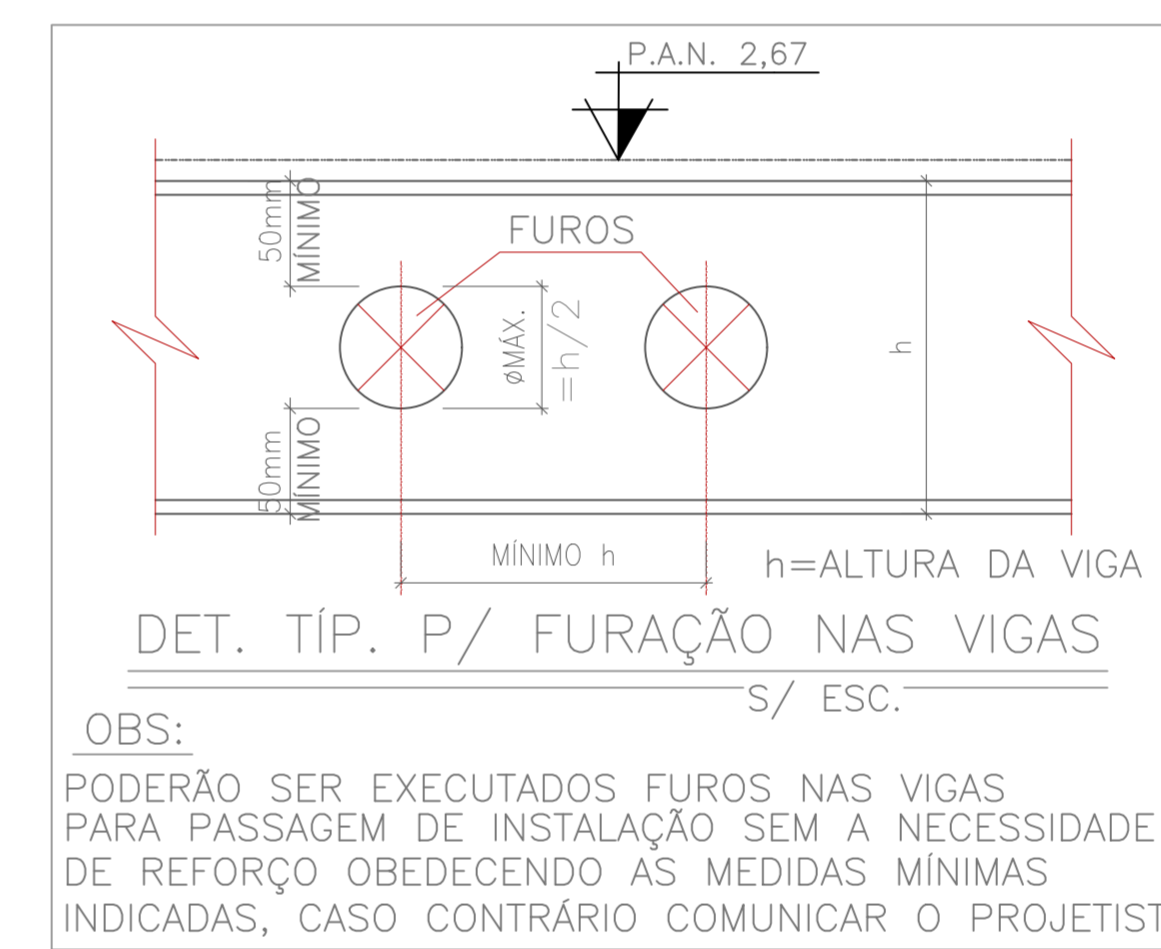 P.A.N. 2,67
50mm
MÍNIMO
FUROS
øMÁX.
=h/2
h
50mm
MÍNIMO
MÍNIMO h
h=ALTURA DA VIGA
DET. TÍP. P/ FURAÇÃO NAS VIGAS
S/ ESC.
OBS:
PODERÃO SER EXECUTADOS FUROS NAS VIGAS
PARA PASSAGEM DE INSTALAÇÃO SEM A NECESSIDADE
DE REFORÇO OBEDECENDO AS MEDIDAS MÍNIMAS
INDICADAS, CASO CONTRÁRIO COMUNICAR O PROJETIST